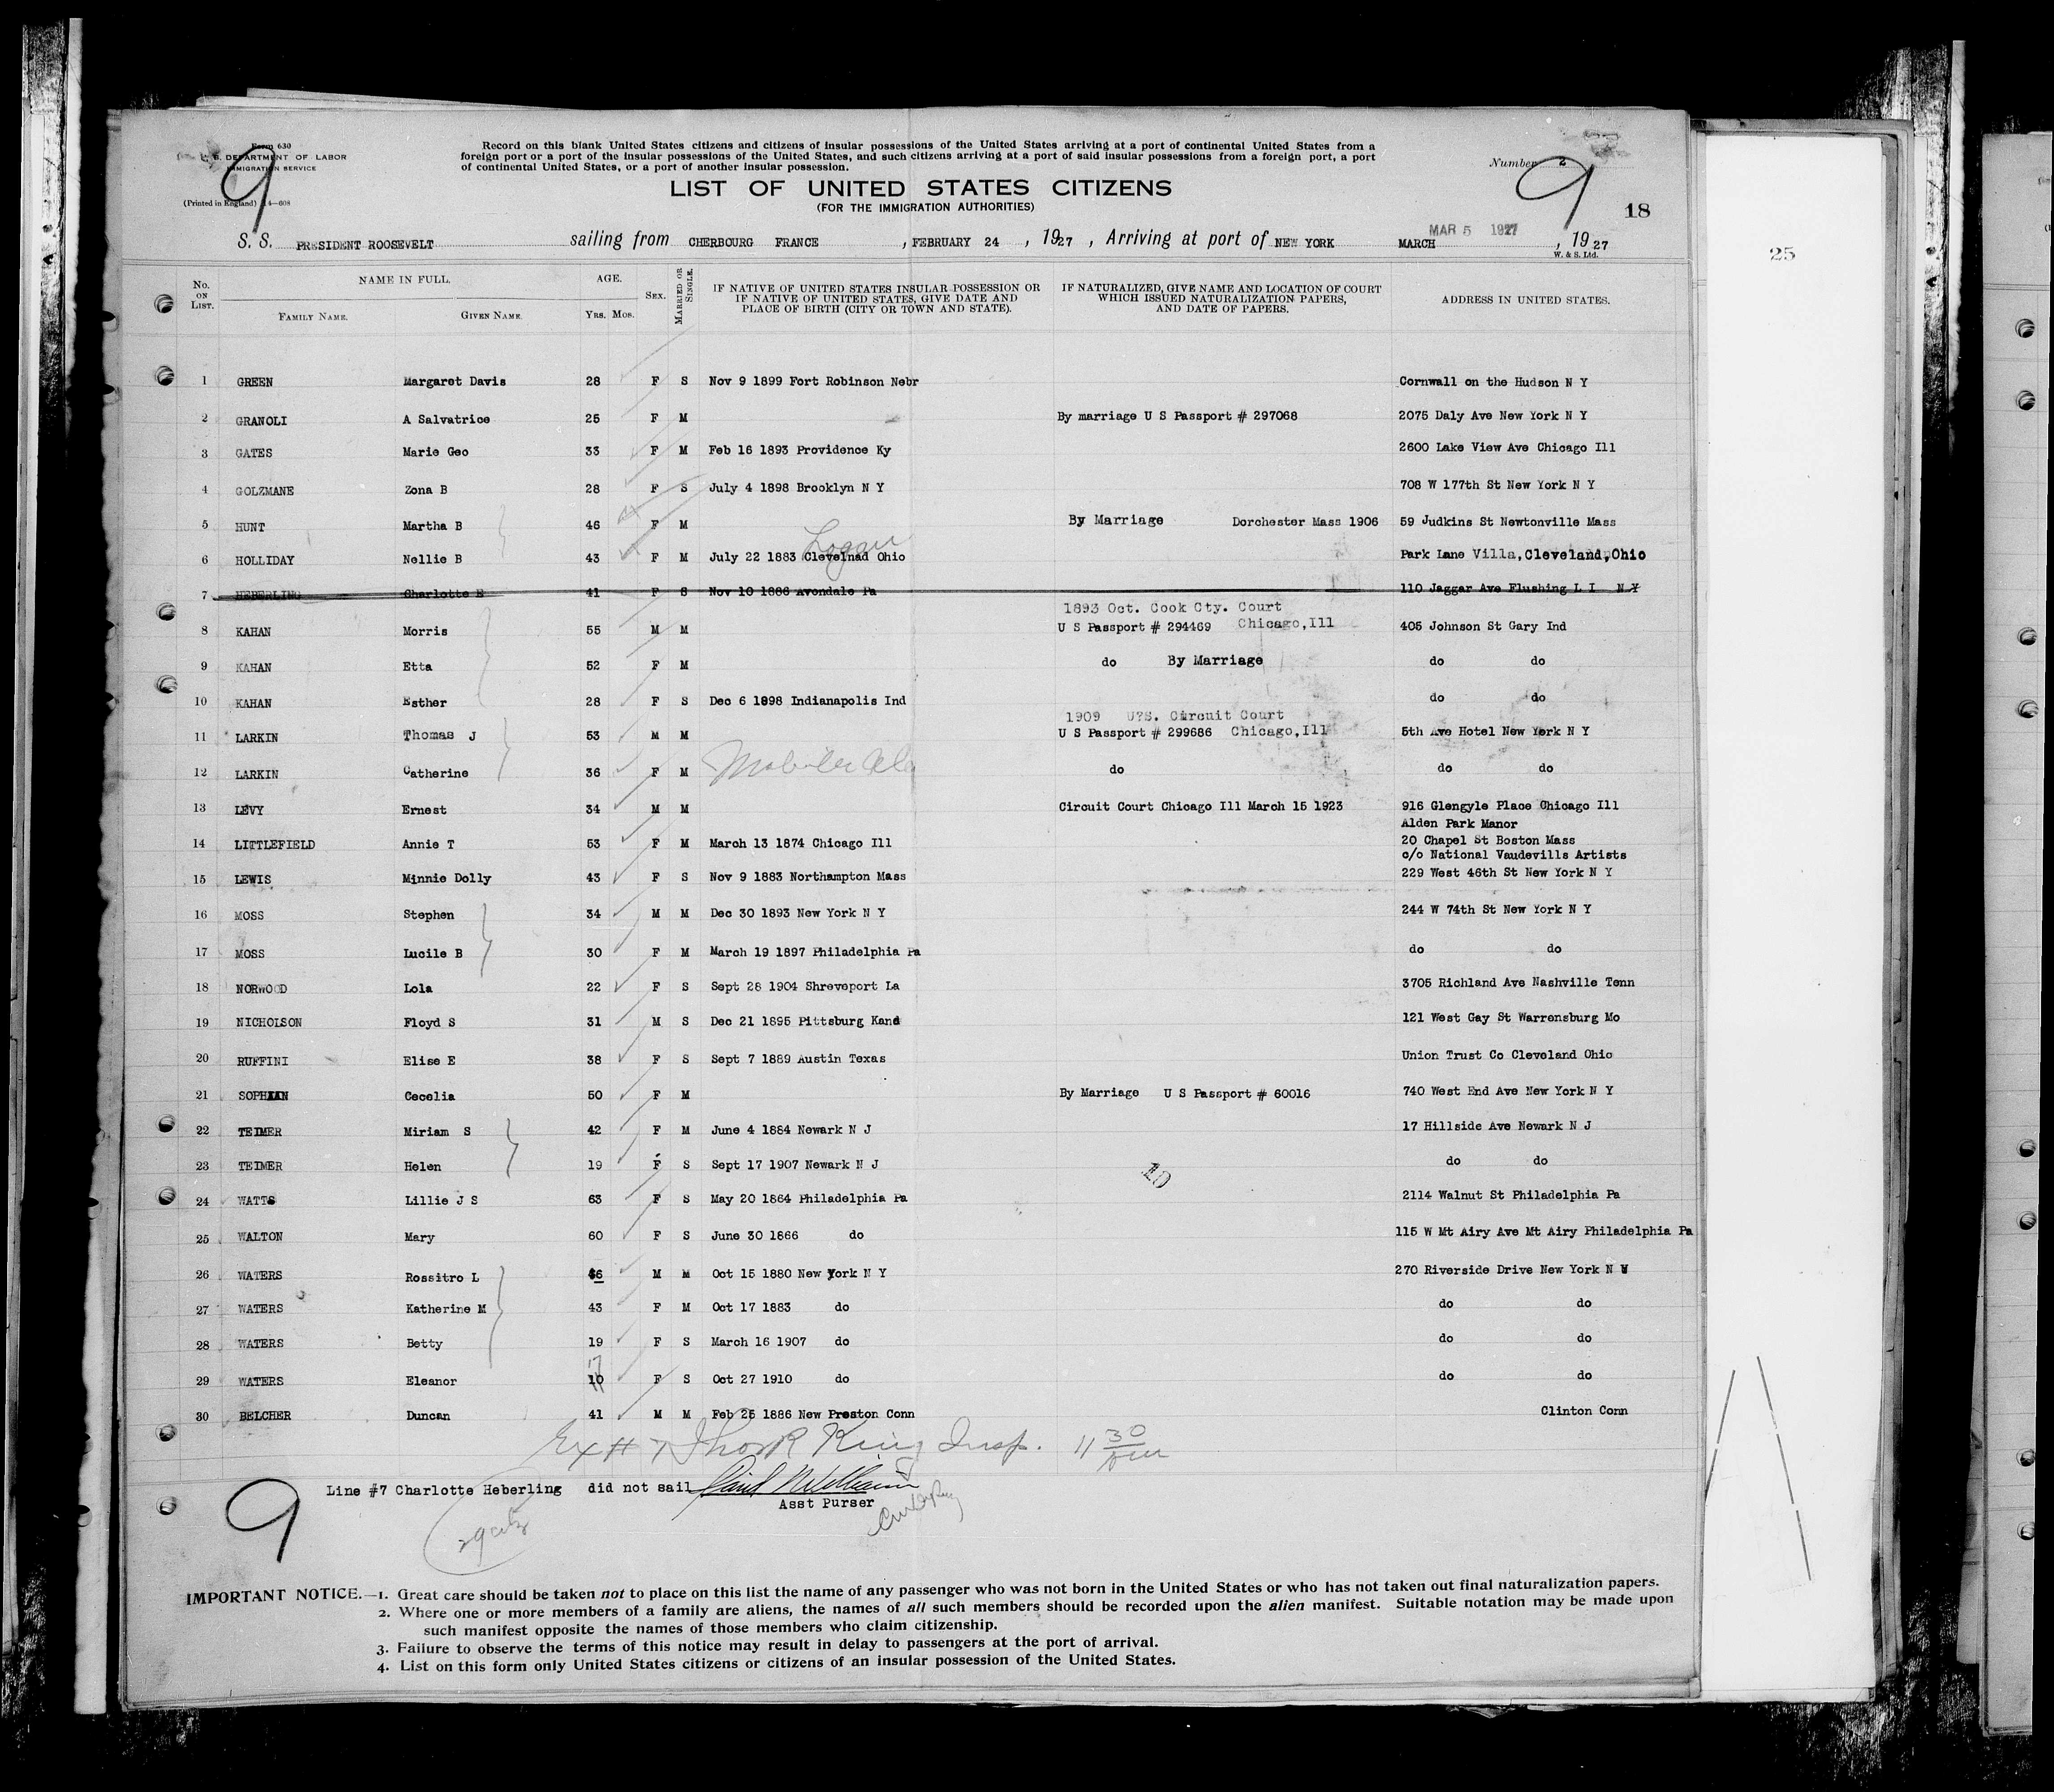 Form 630
U. S. DEPARTMENT OF LABOR
IMMIGRATION SERVICE
(Printed in England) 14—608
9
Record on this blank United States citizens and citizens of insular possessions of the United States arriving at a port of continental United States from a
foreign port or a port of the insular possessions of the United States, and such citizens arriving at a port of said insular possessions from a foreign port, a port
of continental United States, or a port of another insular possession.
Number 2
9
18
LIST OF UNITED STATES CITIZENS
(FOR THE IMMIGRATION AUTHORITIES)
S. S. PRESIDENT ROOSEVELT sailing from CHERBOURG FRANCE , FEBRUARY 24 , 1927 , Arriving at port of NEW YORK MARCH MAR 5 1927 , 1927
W. & S. Ltd.
25
No. ON LIST. NAME IN FULL. FAMILY NAME. GIVEN NAME. AGE. YRS. MOS. SEX. MARRIED OR SINGLE. IF NATIVE OF UNITED STATES INSULAR POSSESSION OR IF NATIVE OF UNITED STATES, GIVE DATE AND PLACE OF BIRTH (CITY OR TOWN AND STATE). IF NATURALIZED, GIVE NAME AND LOCATION OF COURT WHICH ISSUED NATURALIZATION PAPERS, AND DATE OF PAPERS. ADDRESS IN UNITED STATES.
1 GREEN Margaret Davis 28 F S Nov 9 1899 Fort Robinson Nebr Cornwall on the Hudson N Y
2 GRANOLI A Salvatrice 25 F M By marriage U S Passport # 297068 2075 Daly Ave New York N Y
3 GATES Marie Geo 33 F M Feb 16 1893 Providence Ky 2600 Lake View Ave Chicago Ill
4 GOLZMANE Zona B 28 F S July 4 1898 Brooklyn N Y 708 W 177th St New York N Y
5 HUNT Martha B 46 F M By Marriage Dorchester Mass 1906 59 Judkins St Newtonville Mass
Logan
6 HOLLIDAY Nellie B 43 F M July 22 1883 Clevelnad Ohio Park Lane Villa, Cleveland, Ohio
7 HEBERLING Charlotte E 41 F S Nov 10 1886 Avondale Pa 110 Jaggar Ave Flushing L I N Y
1893 Oct. Cook Cty. Court
8 KAHAN Morris 55 M M U S Passport # 294469 Chicago, Ill 405 Johnson St Gary Ind
9 KAHAN Etta 52 F M do By Marriage do do
10 KAHAN Esther 28 F S Dec 6 1898 Indianapolis Ind do do
1909 U?S. Circuit Court
11 LARKIN Thomas J 53 M M U S Passport # 299686 Chicago, Ill 5th Ave Hotel New York N Y
12 LARKIN Catherine 36 F M Mobile Ala do do do
13 LEVY Ernest 34 M M Circuit Court Chicago Ill March 15 1923 916 Glengyle Place Chicago Ill
Alden Park Manor
14 LITTLEFIELD Annie T 53 F M March 13 1874 Chicago Ill 20 Chapel St Boston Mass
c/o National Vaudevills Artists
15 LEWIS Minnie Dolly 43 F S Nov 9 1883 Northampton Mass 229 West 46th St New York N Y
16 MOSS Stephen 34 M M Dec 30 1893 New York N Y 244 W 74th St New York N Y
17 MOSS Lucile B 30 F M March 19 1897 Philadelphia Pa do do
18 NORWOOD Lola 22 F S Sept 28 1904 Shreveport La 3705 Richland Ave Nashville Tenn
19 NICHOLSON Floyd S 31 M S Dec 21 1895 Pittsburg Kans 121 West Gay St Warrensburg Mo
20 RUFFINI Elise E 38 F S Sept 7 1889 Austin Texas Union Trust Co Cleveland Ohio
21 SOPHIAN Cecelia 50 F M By Marriage U S Passport # 60016 740 West End Ave New York N Y
22 TEIMER Miriam S 42 F M June 4 1884 Newark N J 17 Hillside Ave Newark N J
23 TEIMER Helen 19 F S Sept 17 1907 Newark N J do do
10
24 WATTS Lillie J S 63 F S May 20 1864 Philadelphia Pa 2114 Walnut St Philadelphia Pa
25 WALTON Mary 60 F S June 30 1866 do 115 W Mt Airy Ave Mt Airy Philadelphia Pa
26 WATERS Rossitro L 46 M M Oct 15 1880 New York N Y 270 Riverside Drive New York N Y
27 WATERS Katherine M 43 F M Oct 17 1883 do do do
28 WATERS Betty 19 F S March 16 1907 do do do
17
29 WATERS Eleanor 10 F S Oct 27 1910 do do do
30 BELCHER Duncan 41 M M Feb 25 1886 New Preston Conn Clinton Conn
King Insp. 11 30
Line #7 Charlotte Heberling did not sail
Asst Purser
9
IMPORTANT NOTICE.—1. Great care should be taken not to place on this list the name of any passenger who was not born in the United States or who has not taken out final naturalization papers.
2. Where one or more members of a family are aliens, the names of all such members should be recorded upon the alien manifest. Suitable notation may be made upon
such manifest opposite the names of those members who claim citizenship.
3. Failure to observe the terms of this notice may result in delay to passengers at the port of arrival.
4. List on this form only United States citizens or citizens of an insular possession of the United States.